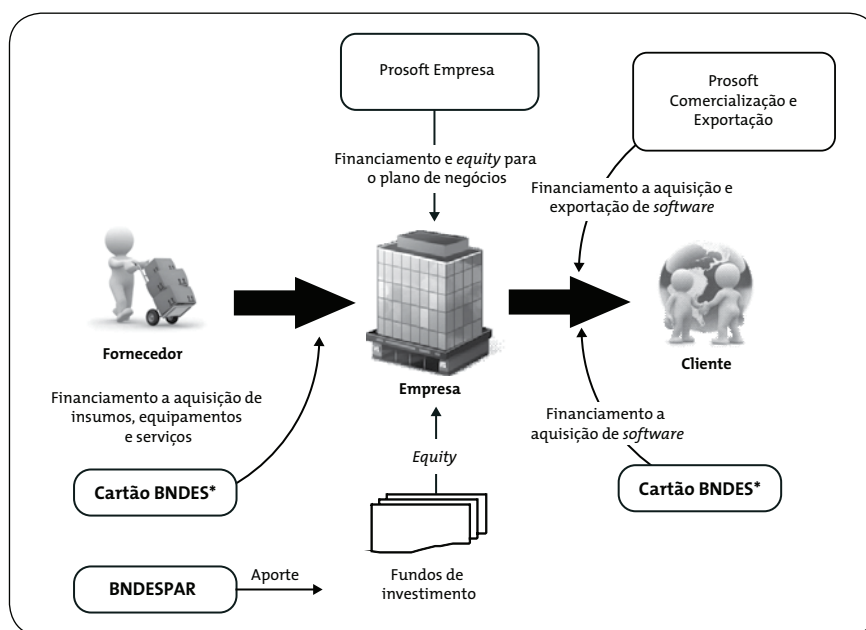 Prosoft Empresa
Prosoft
Comercialização e
Exportação
Financiamento e equity para
o plano de negócios
Financiamento a aquisição e
exportação de software
Fornecedor
Empresa
Cliente
Financiamento a aquisição de
insumos, equipamentos
e serviços
Financiamento a
aquisição de software
Equity
Cartão BNDES*
Cartão BNDES*
BNDESPAR
Aporte
Fundos de
investimento